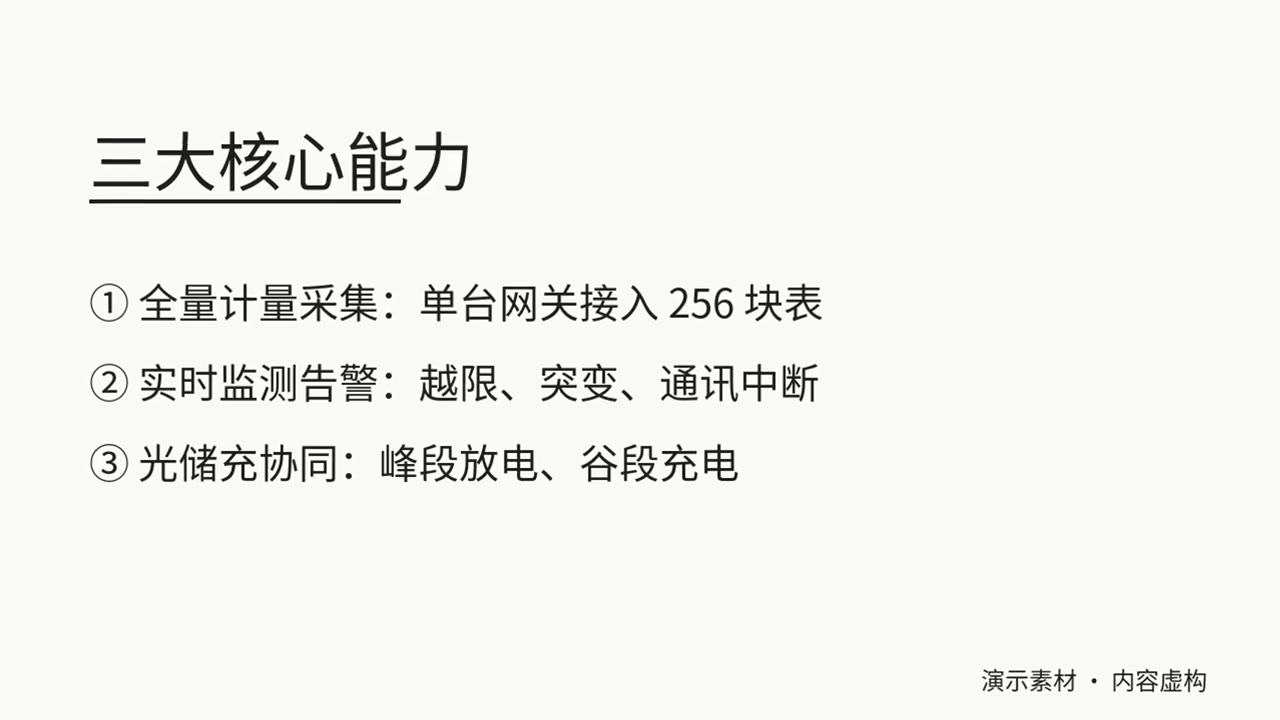 三大核心能力
① 全量计量采集：单台网关接入 256 块表
② 实时监测告警：越限、突变、通讯中断
③ 光储充协同：峰段放电、谷段充电
演示素材 · 内容虚构